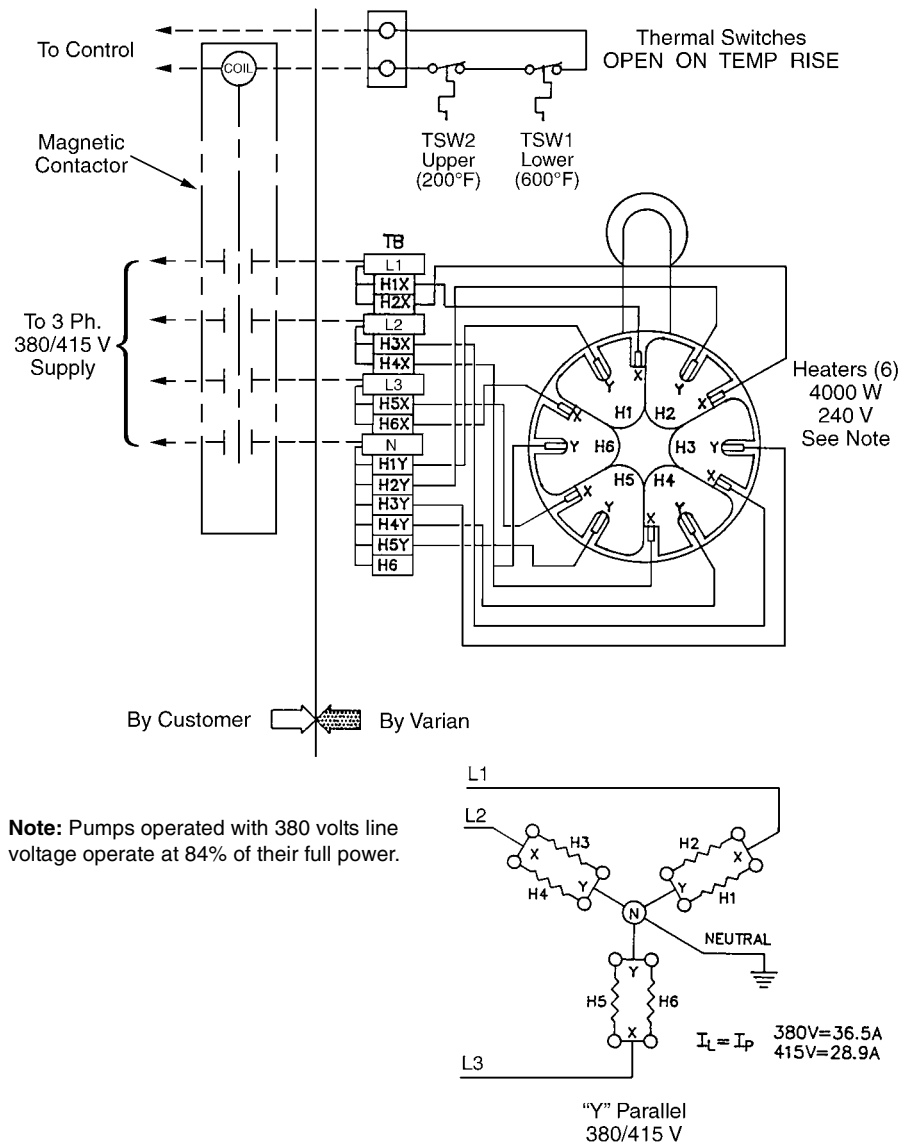 To Control
COIL
Thermal Switches
OPEN ON TEMP RISE
TSW2
Upper
(200°F)
TSW1
Lower
(600°F)
Magnetic
Contactor
TB
L1
H1X
H2X
L2
H3X
H4X
L3
H5X
H6X
N
H1Y
H2Y
H3Y
H4Y
H5Y
H6
To 3 Ph.
380/415 V
Supply
Heaters (6)
4000 W
240 V
See Note
Y
X
Y
X
X
H1
H2
Y
H6
H3
Y
H5
H4
X
X
Y
X
Y
By Customer
By Varian
Note: Pumps operated with 380 volts line
voltage operate at 84% of their full power.
L1
L2
H3
X
H4
Y
H2
X
Y
H1
N
NEUTRAL
Y
H5
H6
X
L3
IL=IP
380V=36.5A
415V=28.9A
“Y” Parallel
380/415 V